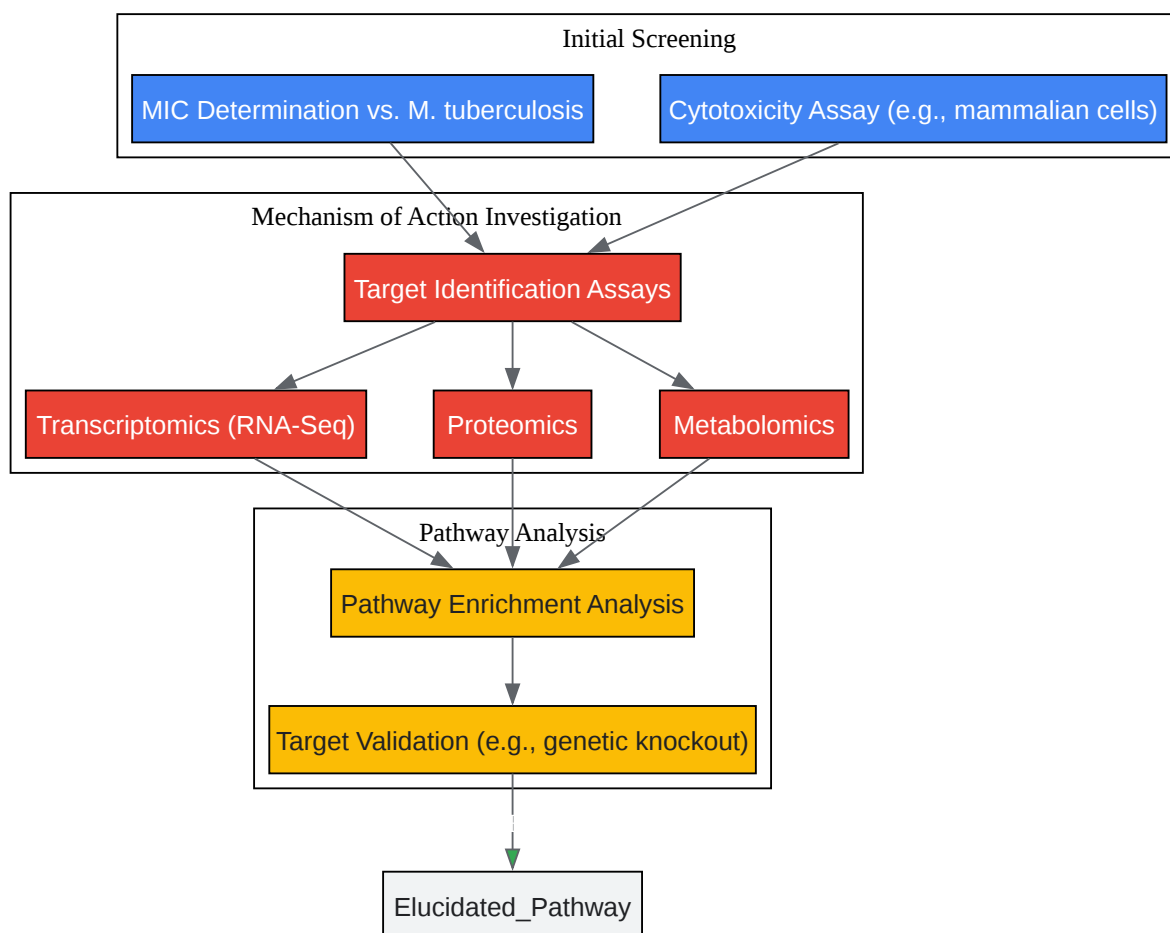 Initial Screening
MIC Determination vs. M. tuberculosis
Cytotoxicity Assay (e.g., mammalian cells)
Mechanism of Action Investigation
Target Identification Assays
Transcriptomics (RNA-Seq)
Proteomics
Metabolomics
Pathway Analysis
Pathway Enrichment Analysis
Target Validation (e.g., genetic knockout)
Elucidated_Pathway